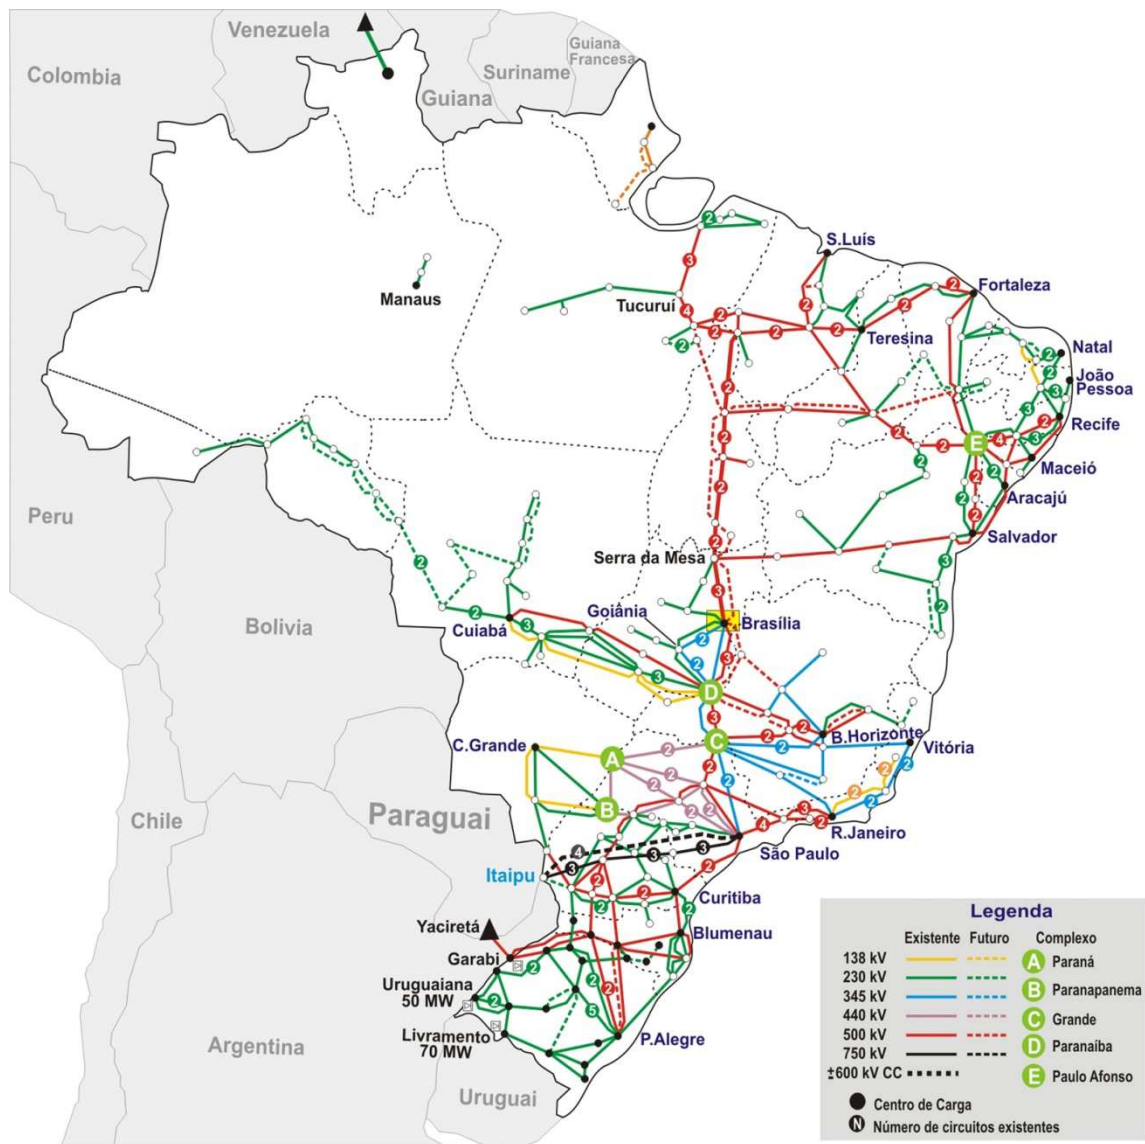 Venezuela
Guiana
Francesa
Colombia
Suriname
Guiana
S.Luís
Manaus
Tucuruí
Fortaleza
Teresina
Natal
João
Pessoa
Recife
Maceió
Aracajú
Salvador
Peru
Serra da Mesa
Bolivia
Goiânia
Brasília
Cuiabá
C.Grande
B.Horizonte
Vitória
Paraguai
Chile
R.Janeiro
São Paulo
Itaipu
Curitiba
Yaciretá
Blumenau
Garabi
Uruguaiana
50 MW
Livramento
70 MW
P.Alegre
Argentina
Uruguai
A
B
C
D
E
Legenda
Existente Futuro Complexo
138 kV A Paraná
230 kV B Paranapanema
345 kV
440 kV C Grande
500 kV D Paranaíba
750 kV
±600 kV CC E Paulo Afonso
Centro de Carga
N Número de circuitos existentes